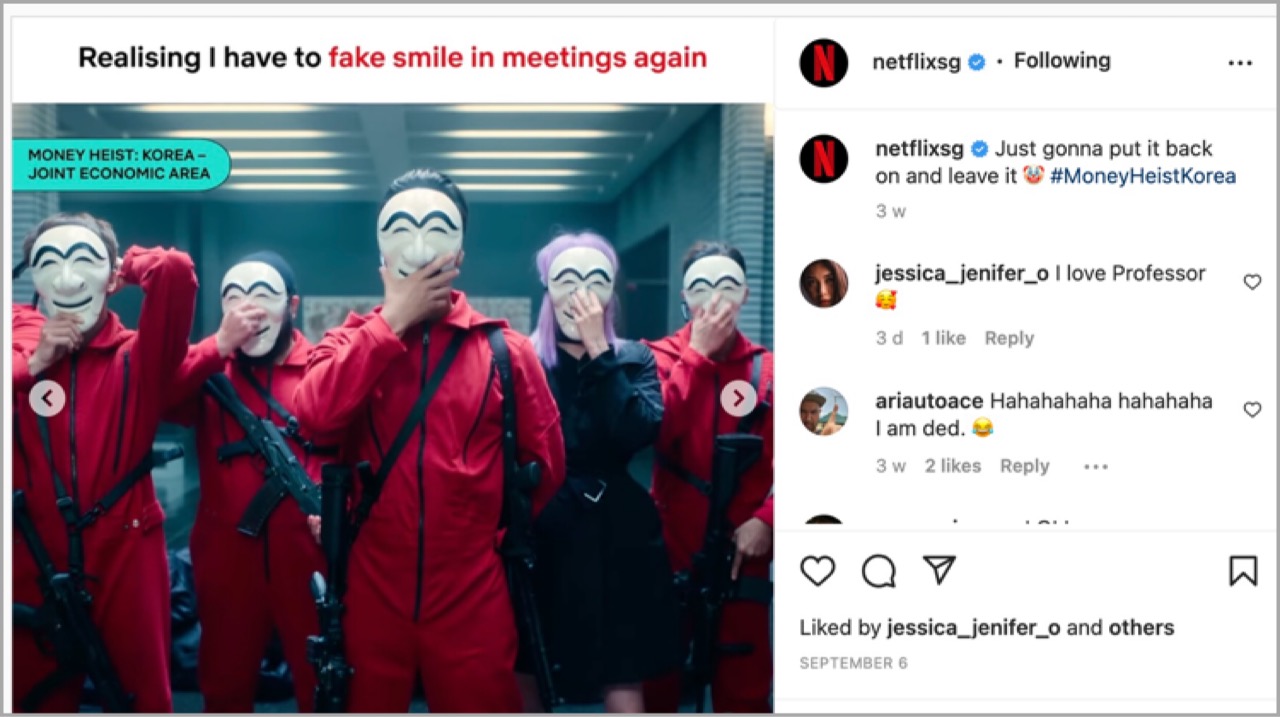 Realising I have to fake smile in meetings again
MONEY HEIST: KOREA –
JOINT ECONOMIC AREA
netflixsg • Following
netflixsg Just gonna put it back
on and leave it 🤡 #MoneyHeistKorea
3 w
jessica_jenifer_o I love Professor
🥰
3 d 1 like Reply
ariautoace Hahahahaha hahahaha
I am ded. 😂
3 w 2 likes Reply
Liked by jessica_jenifer_o and others
SEPTEMBER 6